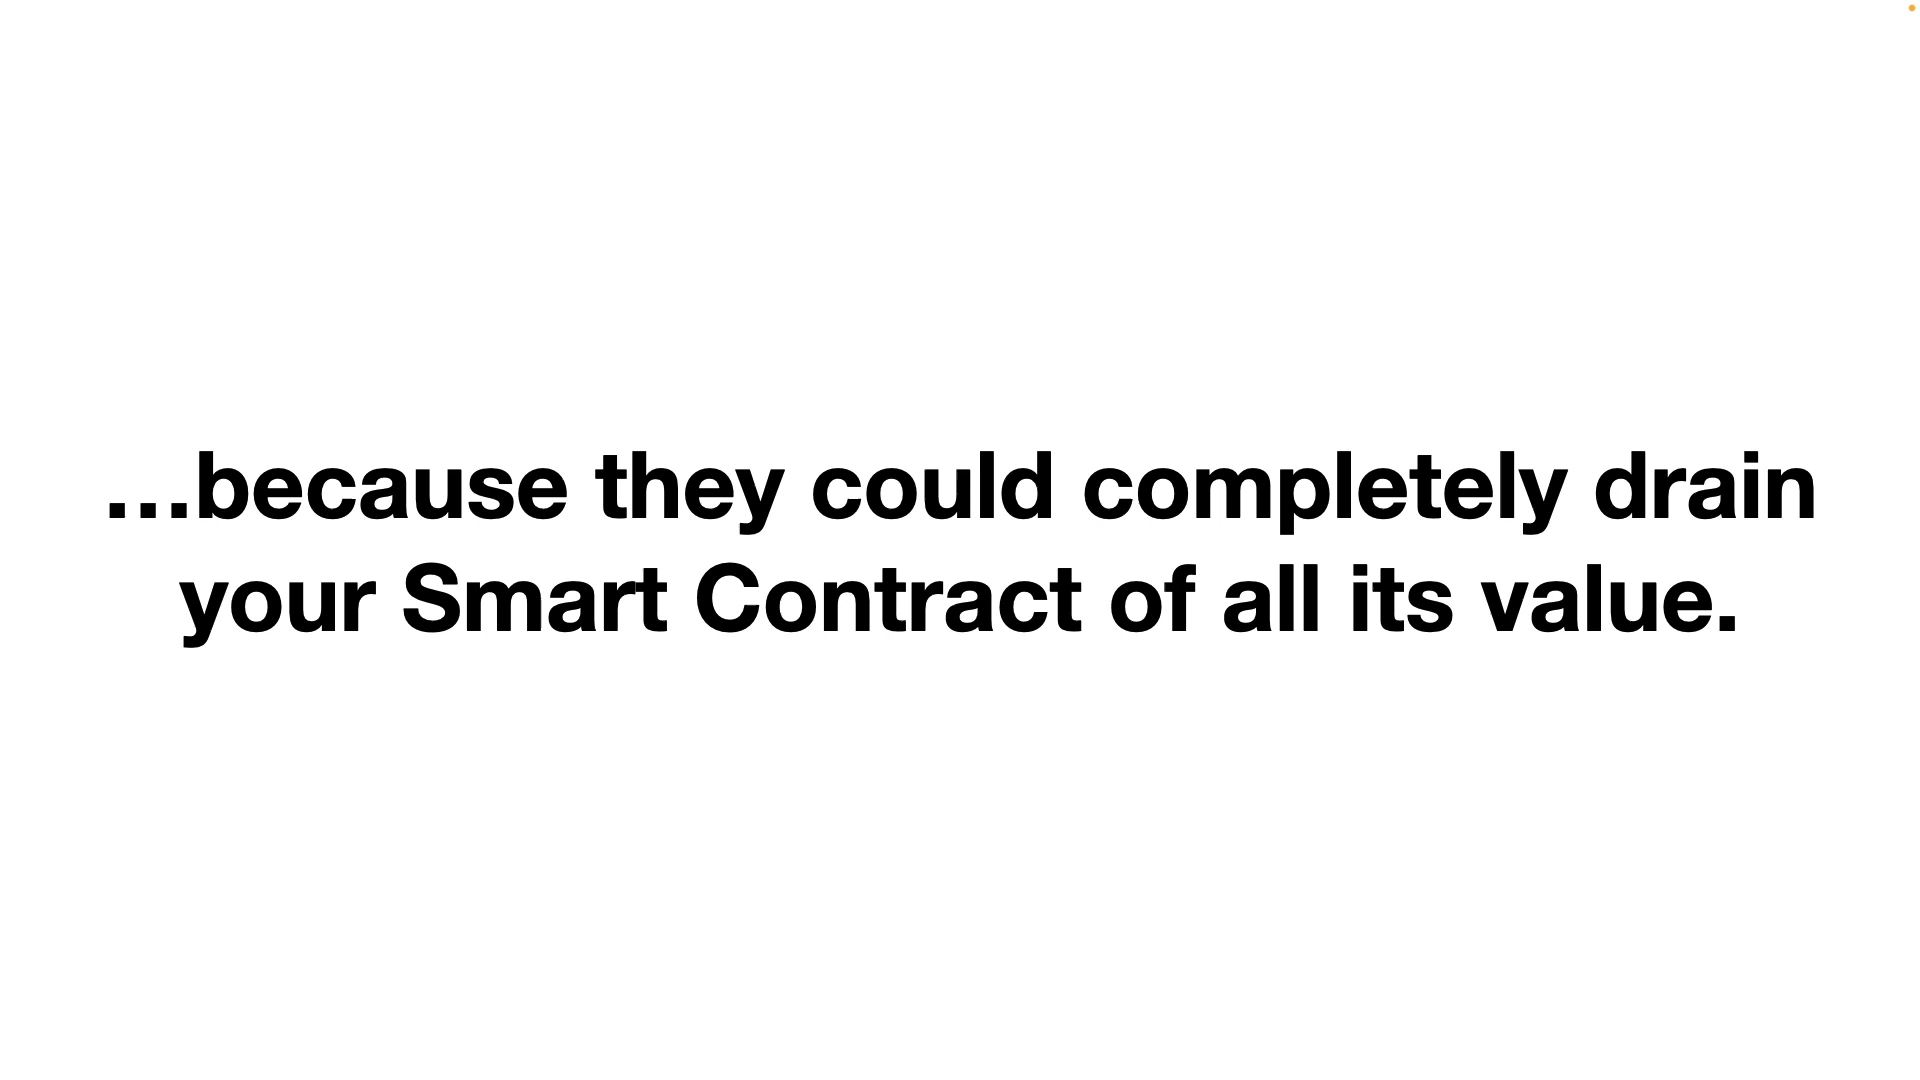 …because they could completely drain
your Smart Contract of all its value.